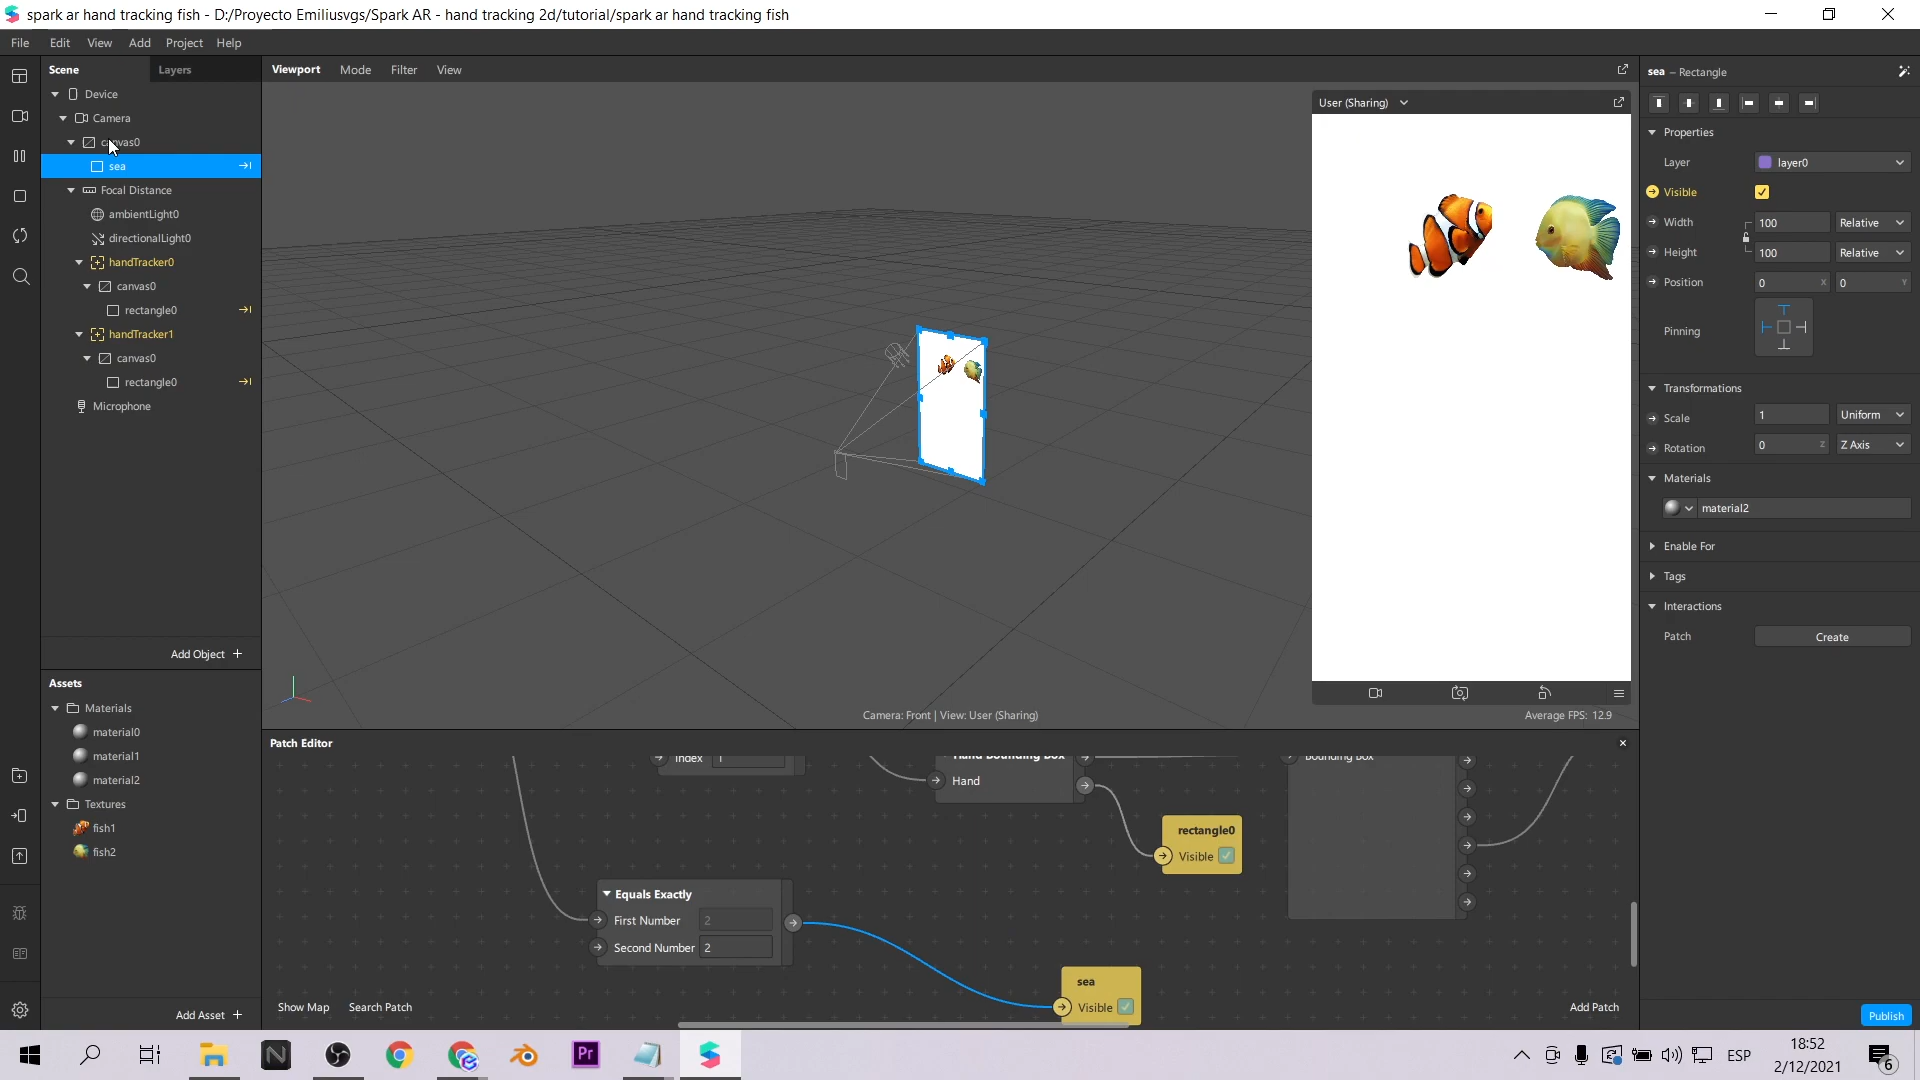 spark ar hand tracking fish - D:/Proyecto Emiliusvgs/Spark AR - hand tracking 2d/tutorial/spark ar hand tracking fish
File Edit View Add Project Help
Scene Layers
Device
Camera
canvas0
sea
Focal Distance
ambientLight0
directionalLight0
handTracker0
canvas0
rectangle0
handTracker1
canvas0
rectangle0
Microphone
Add Object +
Assets
Materials
material0
material1
material2
Textures
fish1
fish2
Add Asset +
Viewport Mode Filter View
User (Sharing)
Camera: Front | View: User (Sharing)
Average FPS: 12.9
Patch Editor
Index 1
Hand Bounding Box
Hand
Bounding Box
rectangle0
Visible
Equals Exactly
First Number 2
Second Number 2
sea
Visible
Show Map Search Patch
Add Patch
sea – Rectangle
Properties
Layer layer0
Visible
Width 100 Relative
Height 100 Relative
Position 0 X 0 Y
Pinning
Transformations
Scale 1 Uniform
Rotation 0 Z Z Axis
Materials
material2
Enable For
Tags
Interactions
Patch Create
Publish
N
Pr
ESP
18:52
2/12/2021
6